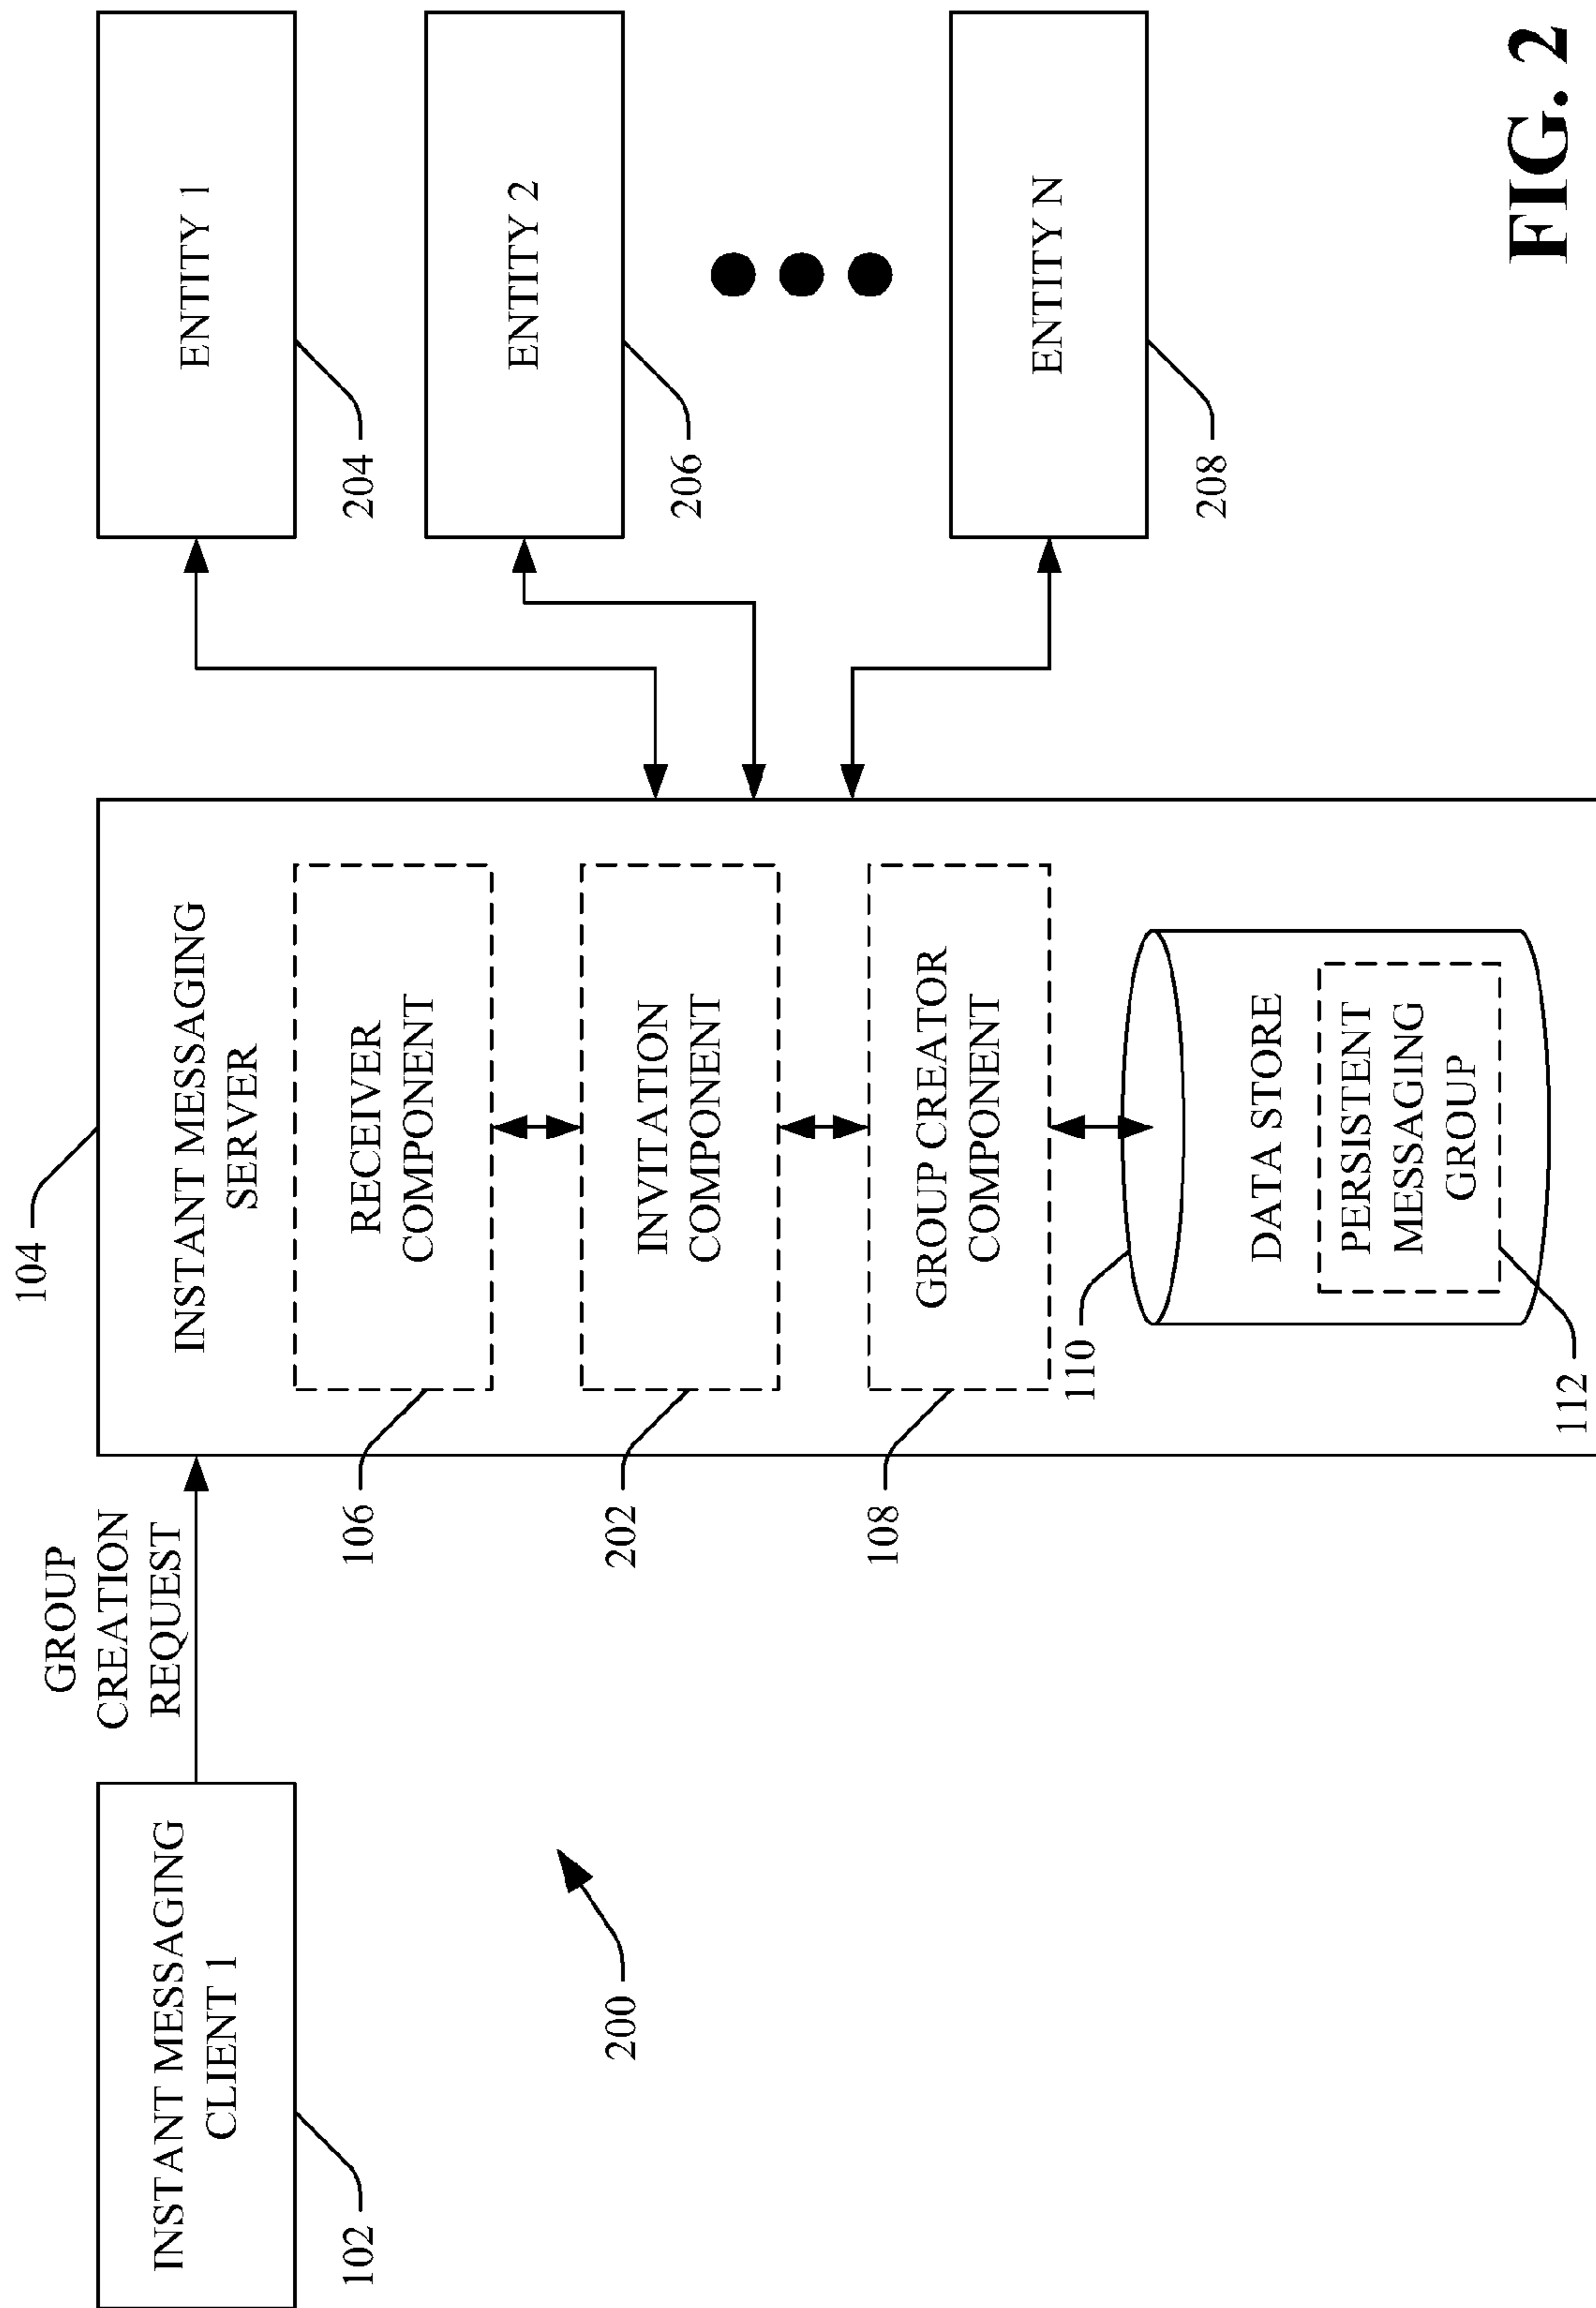 GROUP
CREATION
REQUEST
INSTANT MESSAGING
CLIENT 1
102
200
104
INSTANT MESSAGING
SERVER
RECEIVER
COMPONENT
106
INVITATION
COMPONENT
202
GROUP CREATOR
COMPONENT
108
110
DATA STORE
PERSISTENT
MESSAGING
GROUP
112
ENTITY 1
204
ENTITY 2
206
ENTITY N
208
FIG. 2